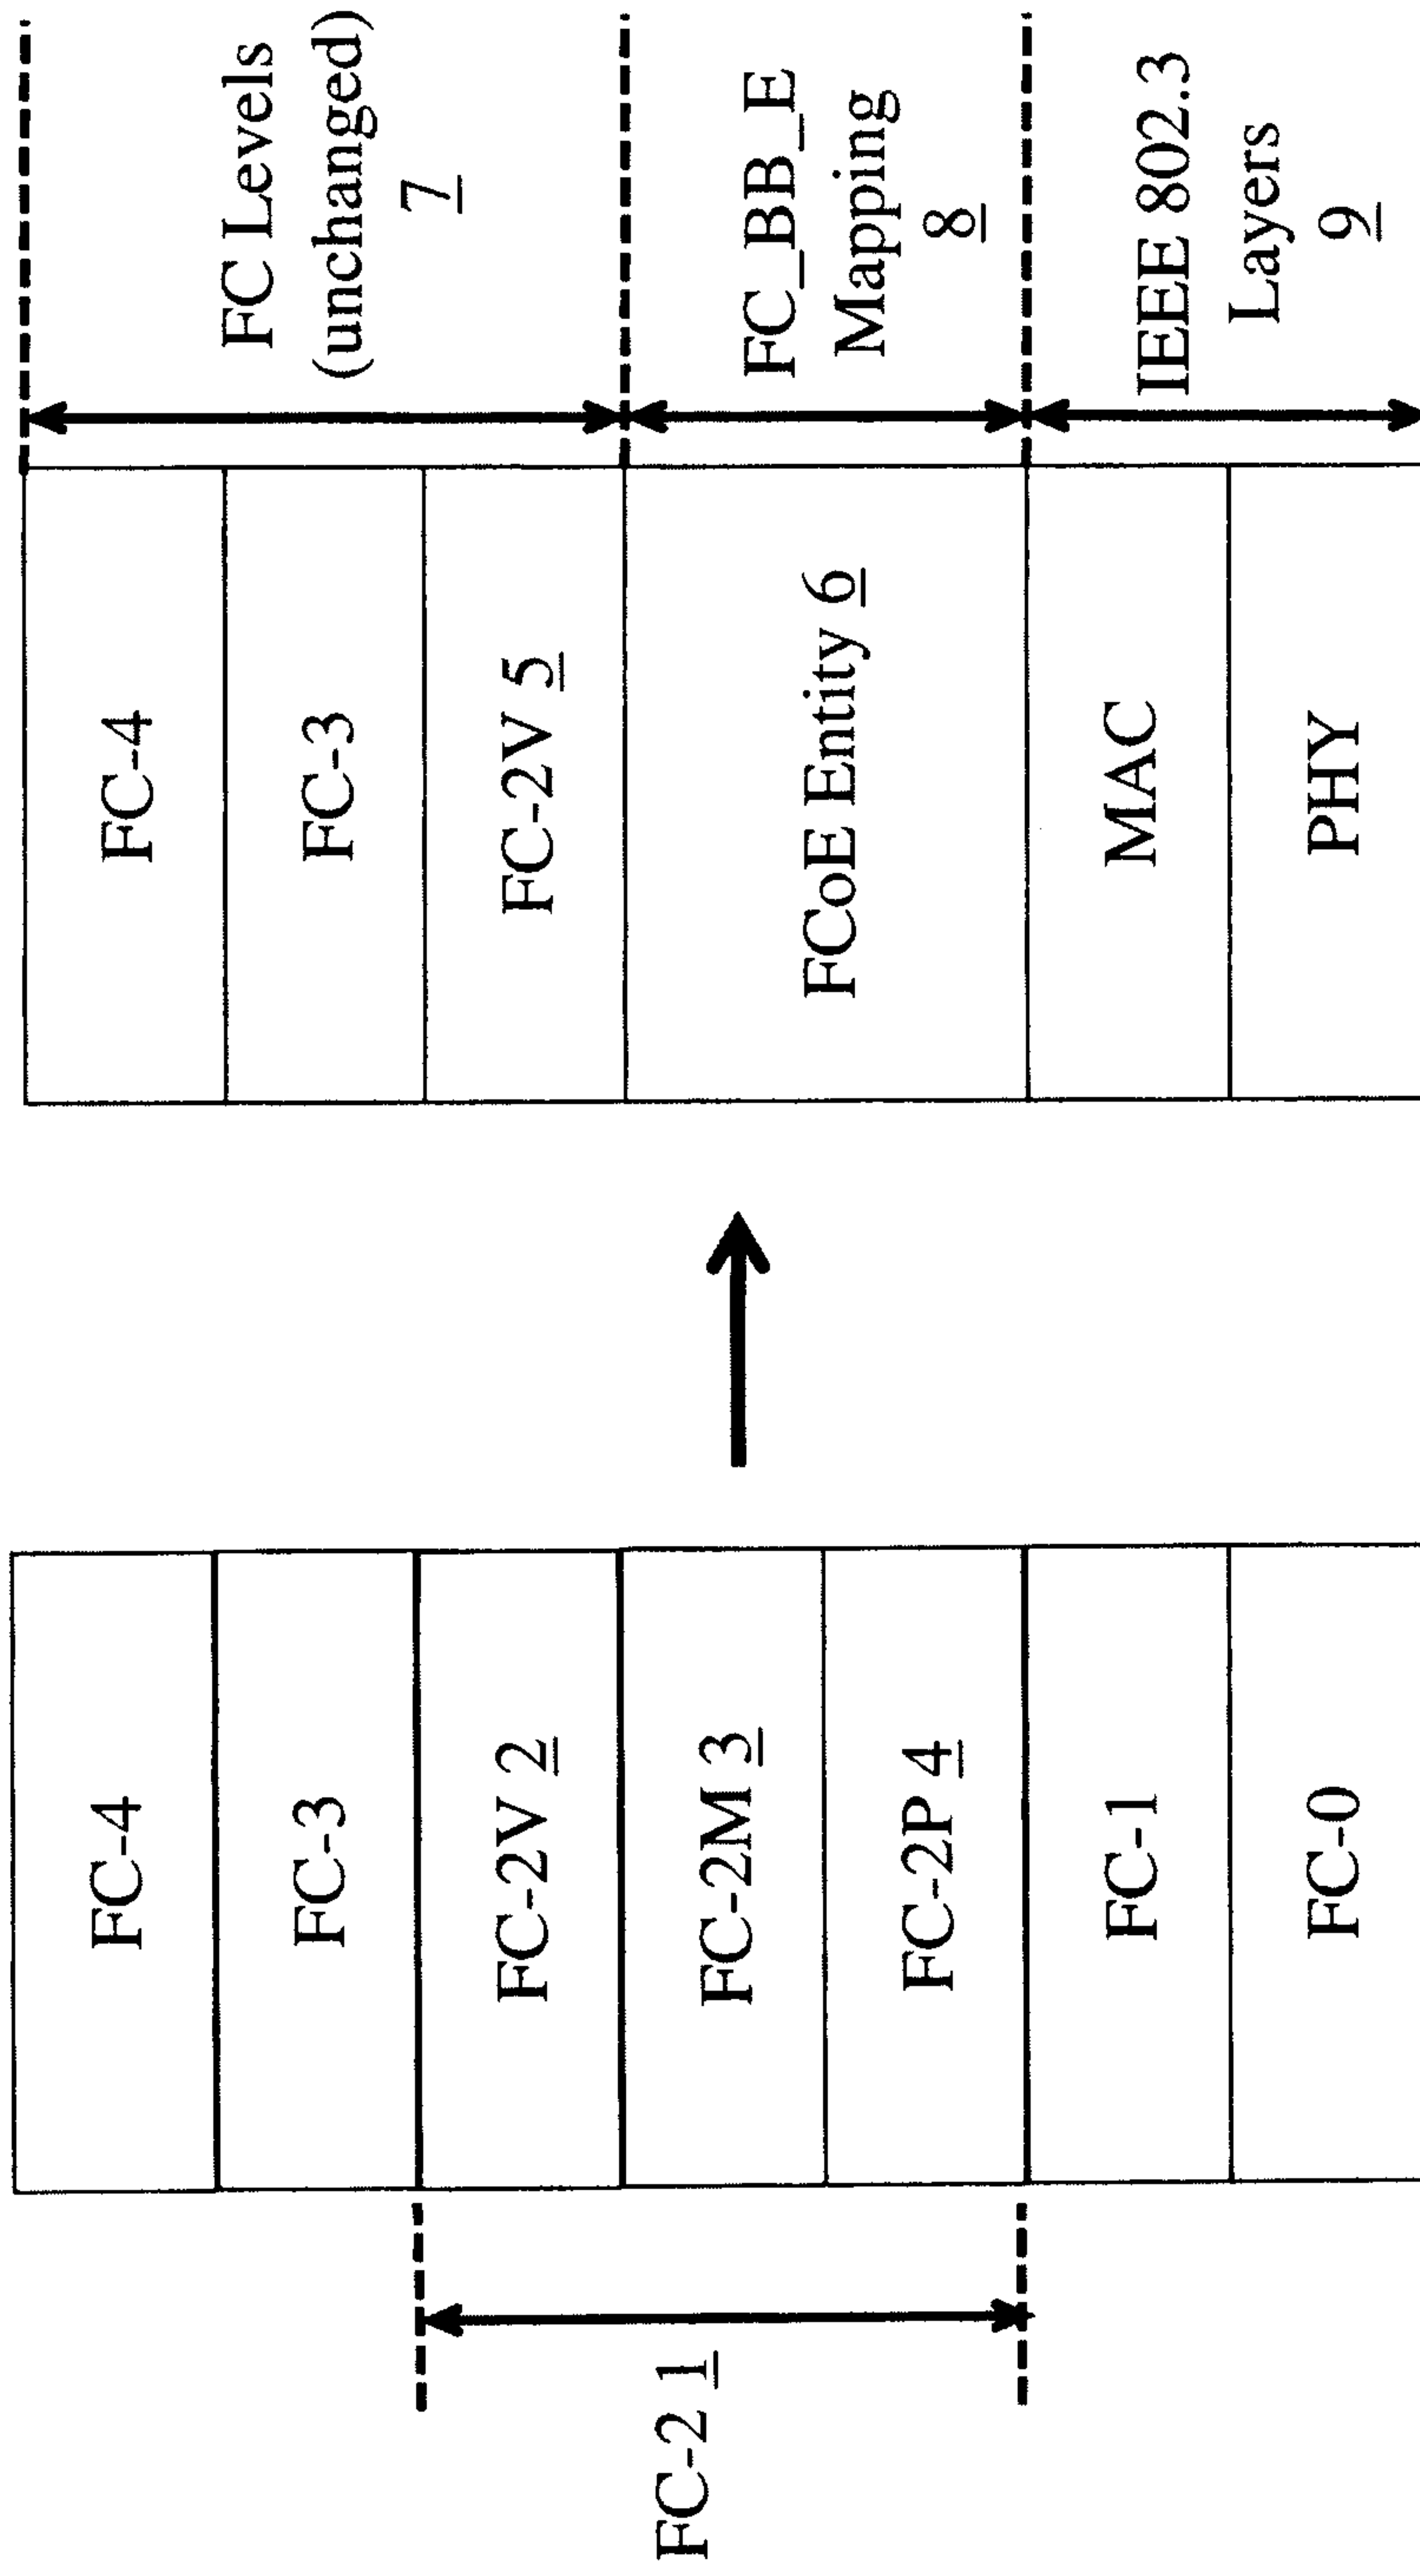 FC-2 1
FC-4
FC-3
FC-2V 2
FC-2M 3
FC-2P 4
FC-1
FC-0
FC-4
FC-3
FC-2V 5
FCoE Entity 6
MAC
PHY
FC Levels
(unchanged)
7
FC_BB_E
Mapping
8
IEEE 802.3
Layers
9